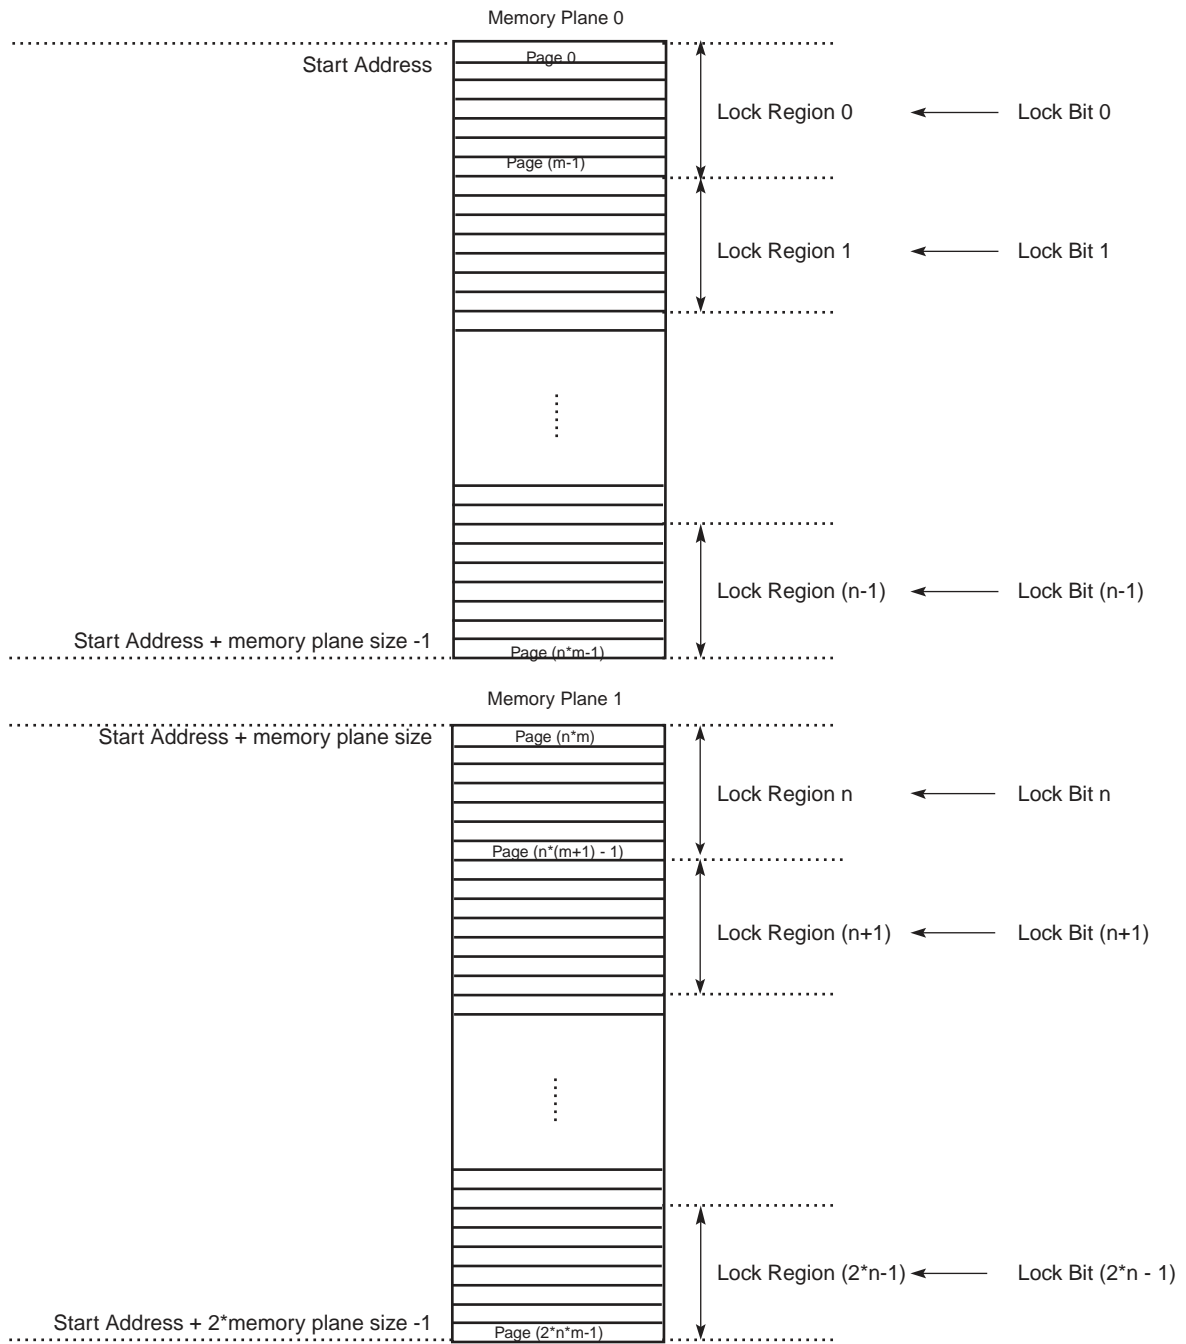 Memory Plane 0
Start Address
Page 0
Lock Region 0
Lock Bit 0
Page (m-1)
Lock Region 1
Lock Bit 1
Lock Region (n-1)
Lock Bit (n-1)
Start Address + memory plane size -1
Page (n*m-1)
Memory Plane 1
Start Address + memory plane size
Page (n*m)
Lock Region n
Lock Bit n
Page (n*(m+1) - 1)
Lock Region (n+1)
Lock Bit (n+1)
Lock Region (2*n-1)
Lock Bit (2*n - 1)
Start Address + 2*memory plane size -1
Page (2*n*m-1)